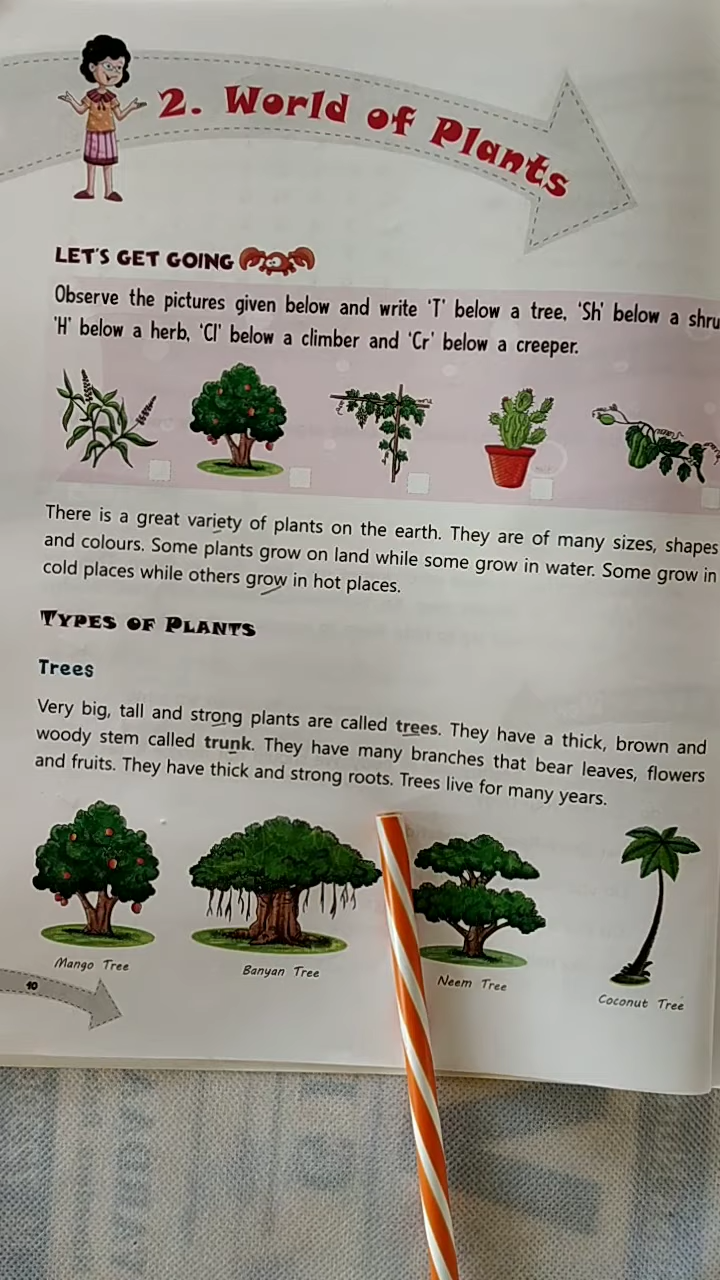 2. World of Plants
LET'S GET GOING
Observe the pictures given below and write 'T' below a tree, 'Sh' below a shru
'H' below a herb, 'Cl' below a climber and 'Cr' below a creeper.
There is a great variety of plants on the earth. They are of many sizes, shapes
and colours. Some plants grow on land while some grow in water. Some grow in
cold places while others grow in hot places.
TYPES OF PLANTS
Trees
Very big, tall and strong plants are called trees. They have a thick, brown and
woody stem called trunk. They have many branches that bear leaves, flowers
and fruits. They have thick and strong roots. Trees live for many years.
Mango Tree
Banyan Tree
Neem Tree
Coconut Tree
10